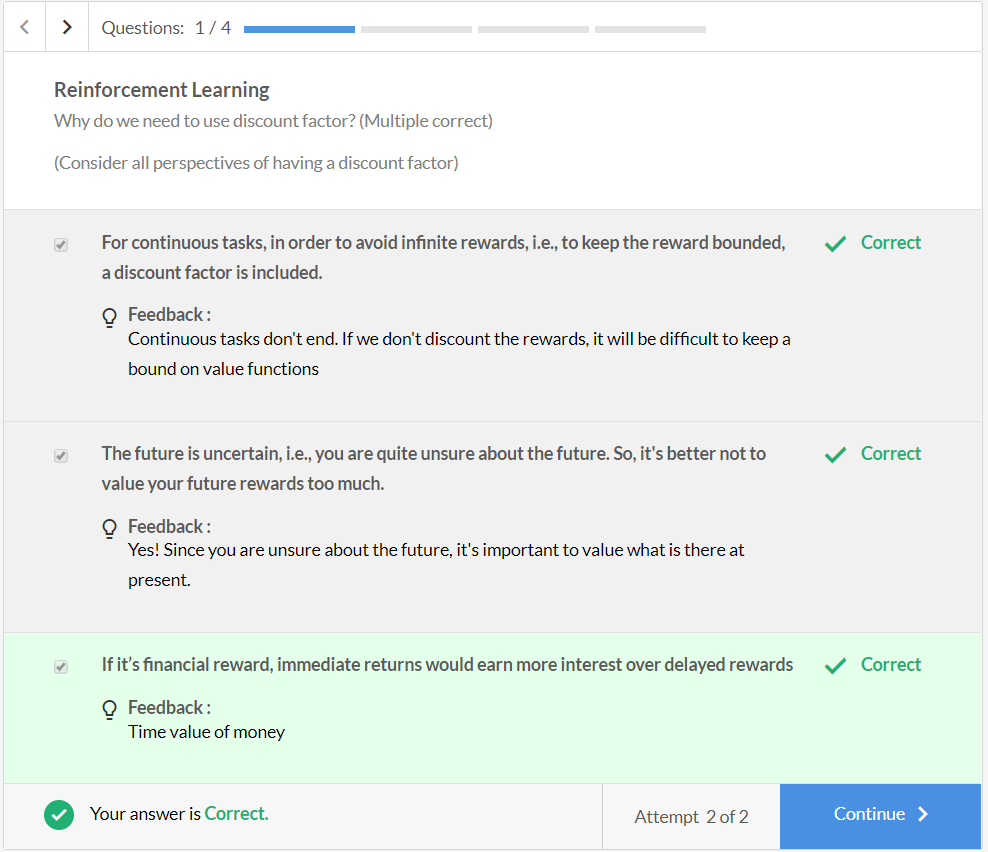 Questions: 1 / 4
Reinforcement Learning
Why do we need to use discount factor? (Multiple correct)
(Consider all perspectives of having a discount factor)
For continuous tasks, in order to avoid infinite rewards, i.e., to keep the reward bounded,
a discount factor is included.
Correct
Feedback :
Continuous tasks don't end. If we don't discount the rewards, it will be difficult to keep a
bound on value functions
The future is uncertain, i.e., you are quite unsure about the future. So, it's better not to
value your future rewards too much.
Correct
Feedback :
Yes! Since you are unsure about the future, it's important to value what is there at
present.
If it’s financial reward, immediate returns would earn more interest over delayed rewards
Correct
Feedback :
Time value of money
Your answer is Correct.
Attempt 2 of 2
Continue